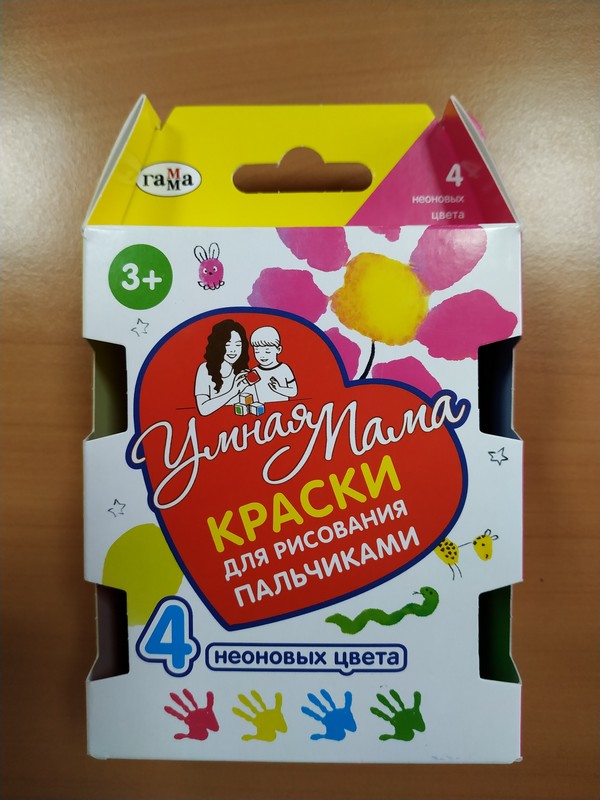 гамма
4
неоновых
цвета
3+
Умная Мама
КРАСКИ
ДЛЯ РИСОВАНИЯ
ПАЛЬЧИКАМИ
4
неоновых цвета